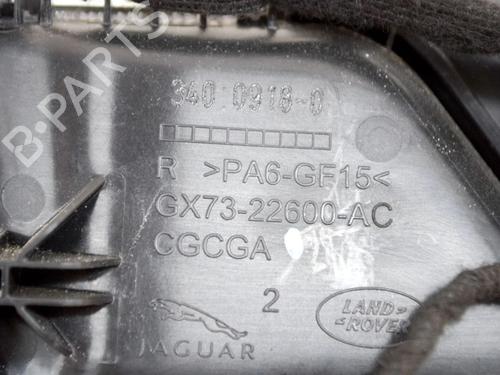 B-PARTS
340 0918-0
R >PA6-GF15<
GX73-22600-AC
CGCGA
2
JAGUAR
LAND
ROVER